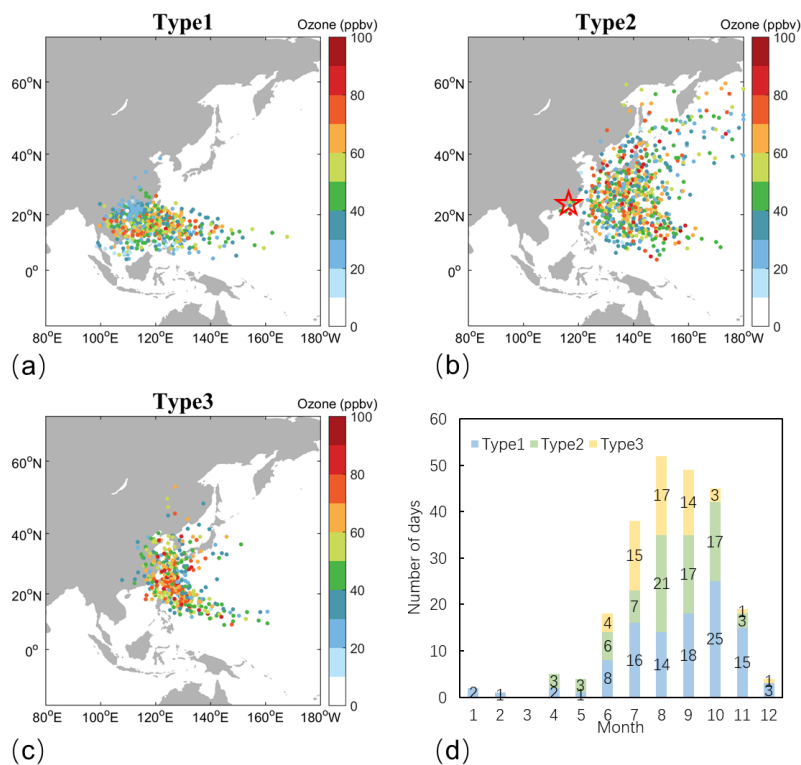 Type1
Ozone (ppbv)
100
80
60
40
20
0
60°N
40°N
20°N
0°
80°E
100°E
120°E
140°E
160°E
180°W
(a)
Type2
Ozone (ppbv)
100
80
60
40
20
0
60°N
40°N
20°N
0°
80°E
100°E
120°E
140°E
160°E
180°W
(b)
Type3
Ozone (ppbv)
100
80
60
40
20
0
60°N
40°N
20°N
0°
80°E
100°E
120°E
140°E
160°E
180°W
(c)
60
50
40
30
20
10
0
Number of days
Type1 Type2 Type3
2
1
2
3
1
3
8
6
4
16
7
15
14
21
17
18
17
14
25
17
3
15
3
1
3
1
1 2 3 4 5 6 7 8 9 10 11 12
Month
(d)